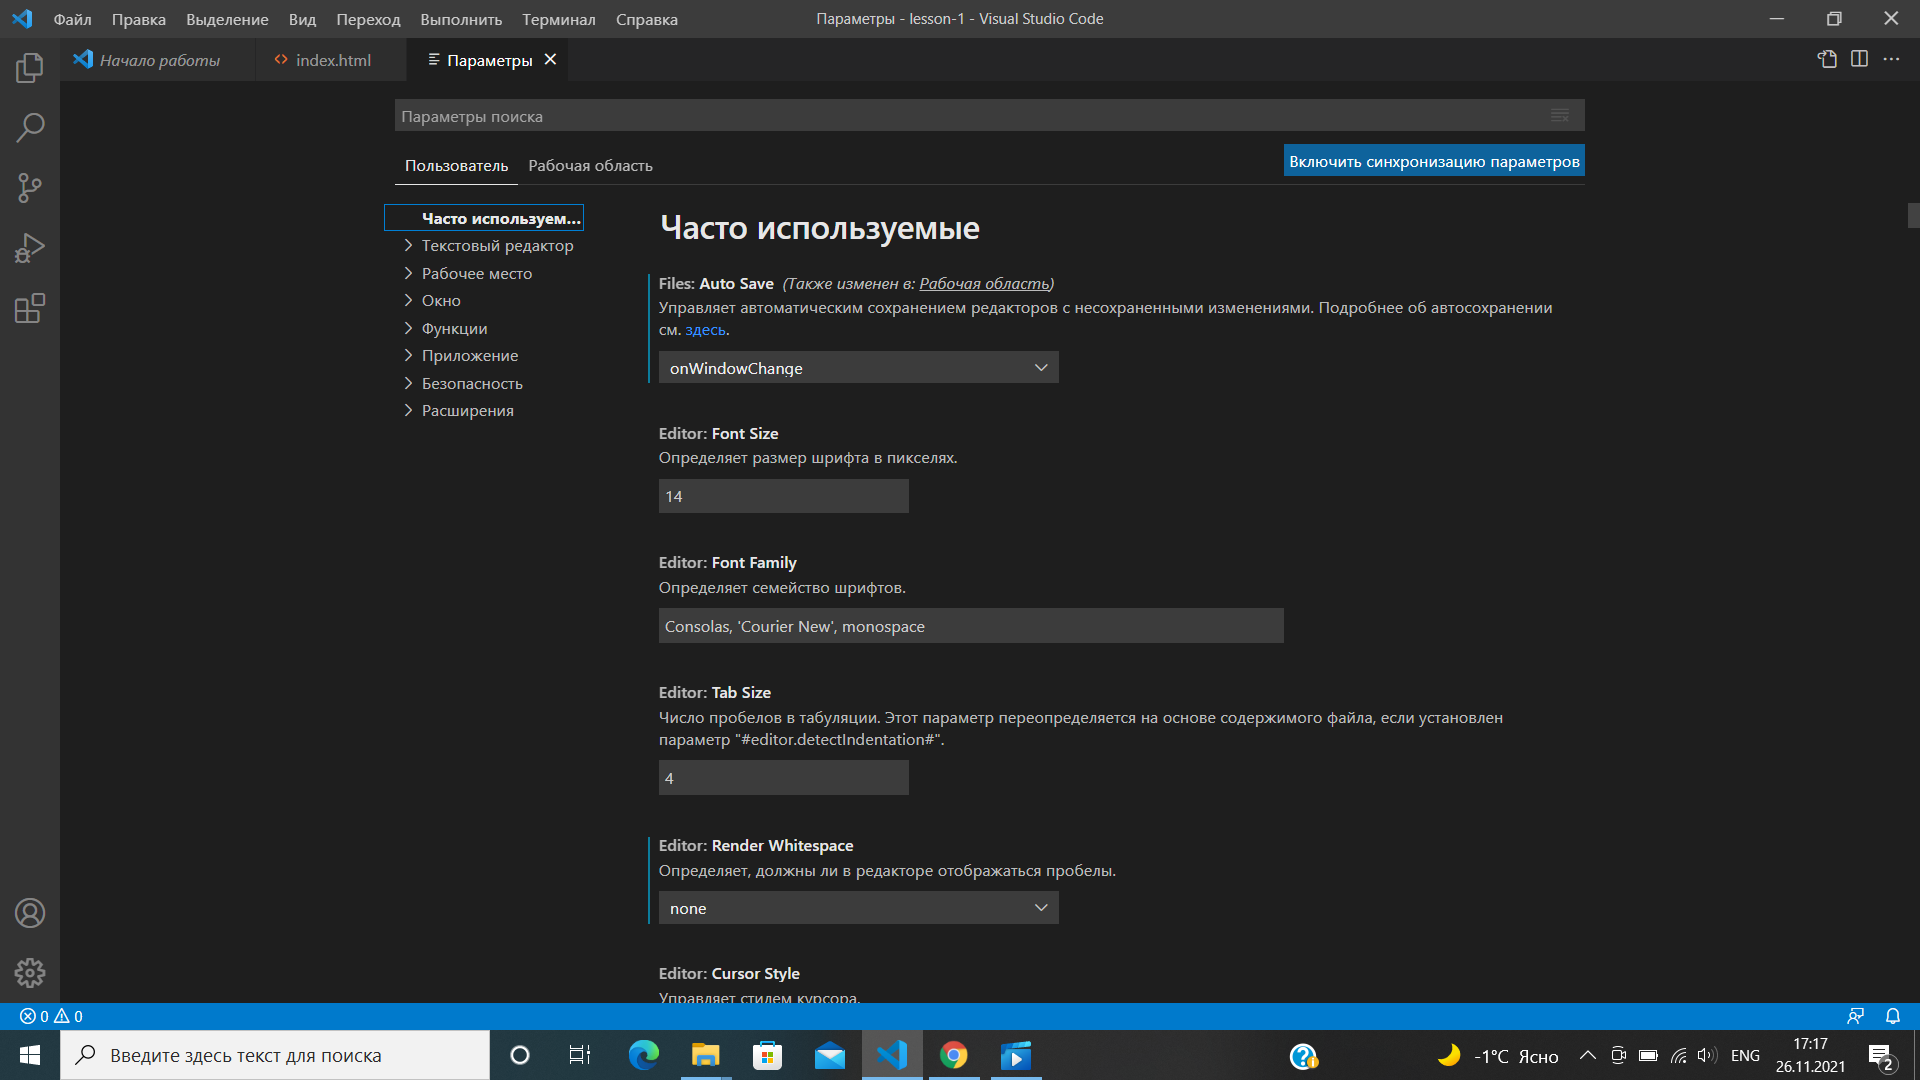 Файл Правка Выделение Вид Переход Выполнить Терминал Справка
Параметры - lesson-1 - Visual Studio Code
Начало работы
index.html
Параметры
Параметры поиска
Пользователь Рабочая область
Включить синхронизацию параметров
Часто используем...
Текстовый редактор
Рабочее место
Окно
Функции
Приложение
Безопасность
Расширения
Часто используемые
Files: Auto Save (Также изменен в: Рабочая область)
Управляет автоматическим сохранением редакторов с несохраненными изменениями. Подробнее об автосохранении
см. здесь.
onWindowChange
Editor: Font Size
Определяет размер шрифта в пикселях.
14
Editor: Font Family
Определяет семейство шрифтов.
Consolas, 'Courier New', monospace
Editor: Tab Size
Число пробелов в табуляции. Этот параметр переопределяется на основе содержимого файла, если установлен
параметр "#editor.detectIndentation#".
4
Editor: Render Whitespace
Определяет, должны ли в редакторе отображаться пробелы.
none
Editor: Cursor Style
Управляет стилем курсора.
0 0
Введите здесь текст для поиска
-1°C Ясно
ENG
17:17
26.11.2021
2